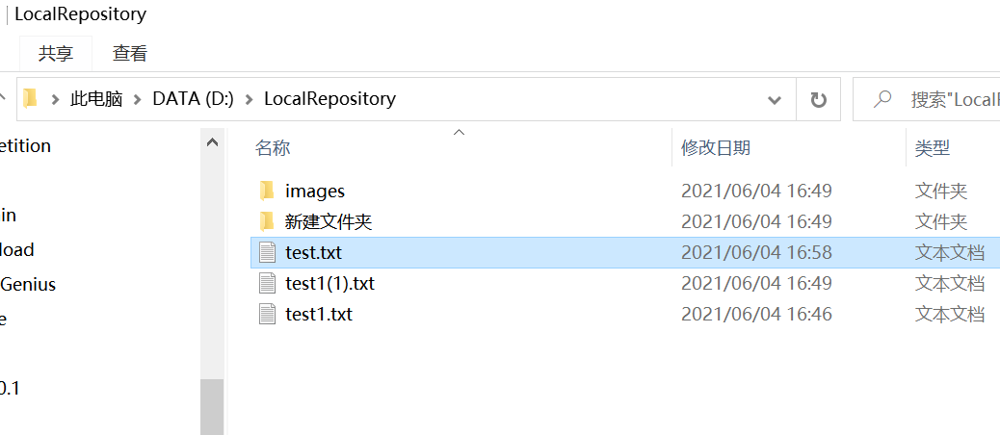 LocalRepository
共享 查看
此电脑 DATA (D:) LocalRepository 搜索"Local
etition
in
load
Genius
e
0.1
名称 修改日期 类型
images 2021/06/04 16:49 文件夹
新建文件夹 2021/06/04 16:49 文件夹
test.txt 2021/06/04 16:58 文本文档
test1(1).txt 2021/06/04 16:49 文本文档
test1.txt 2021/06/04 16:46 文本文档